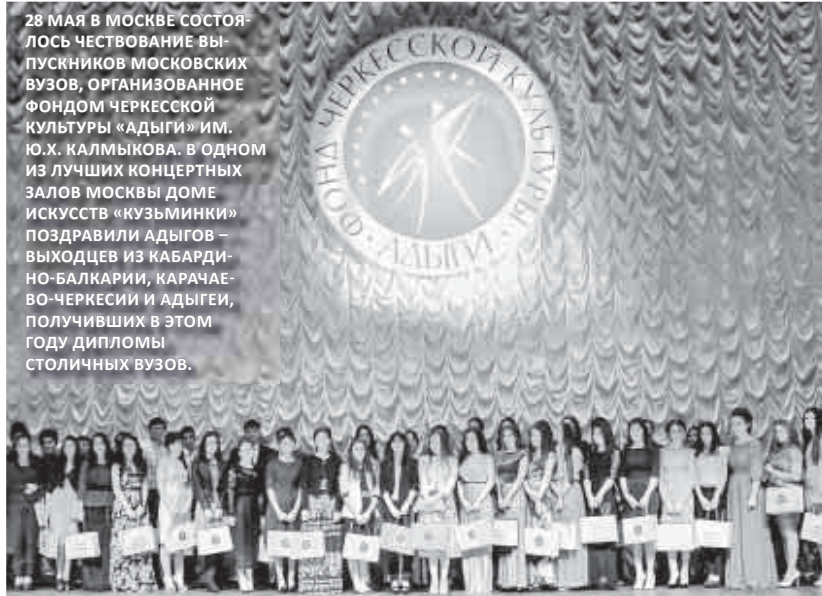 28 МАЯ В МОСКВЕ СОСТОЯ-
ЛОСЬ ЧЕСТВОВАНИЕ ВЫ-
ПУСКНИКОВ МОСКОВСКИХ
ВУЗОВ, ОРГАНИЗОВАННОЕ
ФОНДОМ ЧЕРКЕССКОЙ
КУЛЬТУРЫ «АДЫГИ» ИМ.
Ю.Х. КАЛМЫКОВА. В ОДНОМ
ИЗ ЛУЧШИХ КОНЦЕРТНЫХ
ЗАЛОВ МОСКВЫ ДОМЕ
ИСКУССТВ «КУЗЬМИНКИ»
ПОЗДРАВИЛИ АДЫГОВ –
ВЫХОДЦЕВ ИЗ КАБАРДИ-
НО-БАЛКАРИИ, КАРАЧАЕ-
ВО-ЧЕРКЕСИИ И АДЫГЕИ,
ПОЛУЧИВШИХ В ЭТОМ
ГОДУ ДИПЛОМЫ
СТОЛИЧНЫХ ВУЗОВ.
ФОНД ЧЕРКЕССКОЙ КУЛЬТУРЫ
· АДЫГИ ·